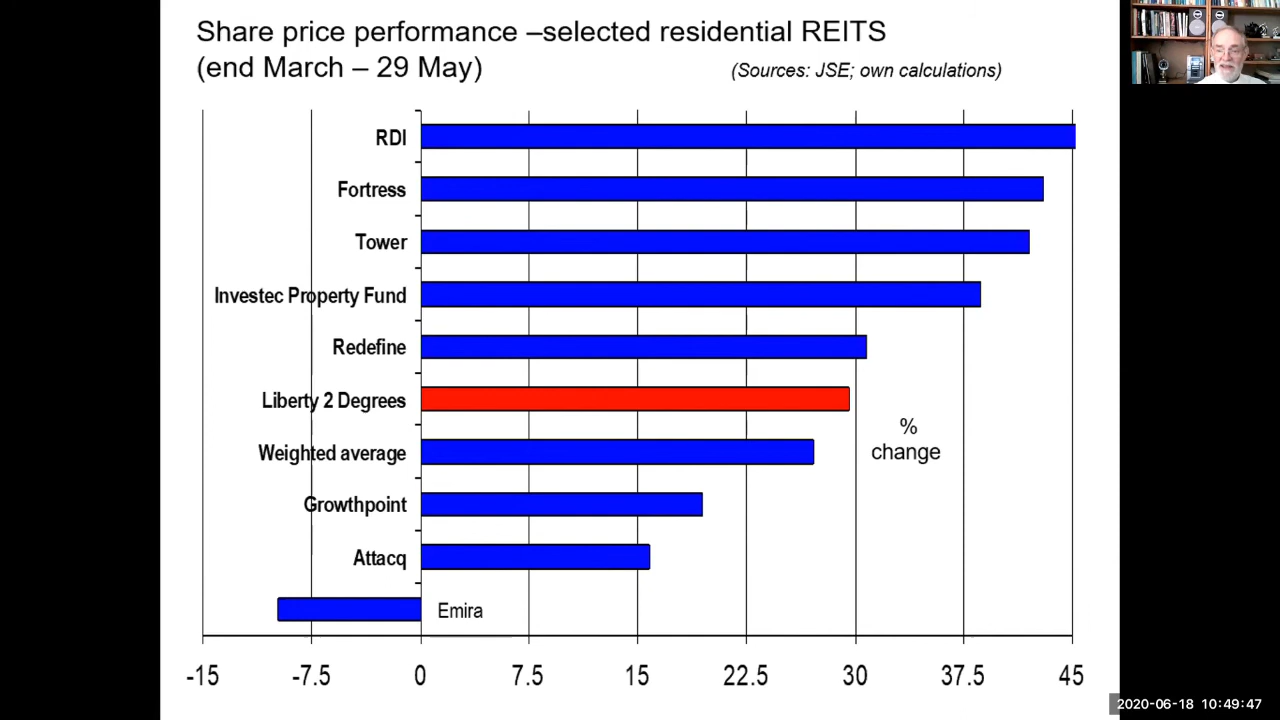 Share price performance –selected residential REITS
(end March – 29 May)
(Sources: JSE; own calculations)
RDI
Fortress
Tower
Investec Property Fund
Redefine
Liberty 2 Degrees
% 
change
Weighted average
Growthpoint
Attacq
Emira
-15 -7.5 0 7.5 15 22.5 30 37.5 45
2020-06-18 10:49:47